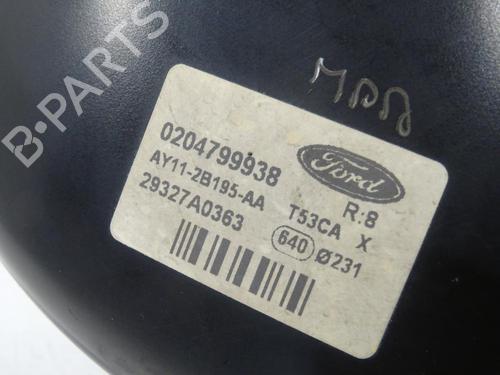 B-PARTS
0204799938
Ford
AY11-2B195-AA
T53CA
R:8
X
29327A0363
640 Ø231